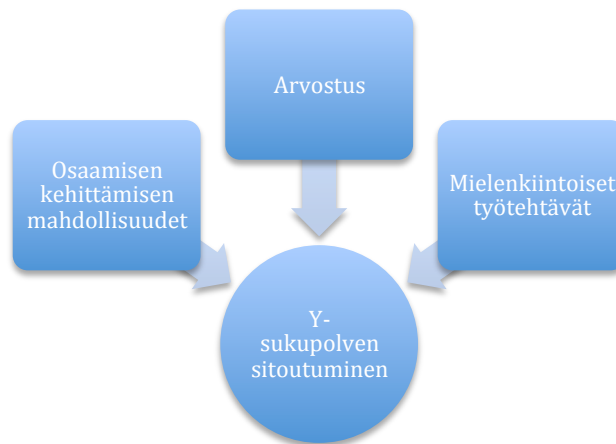 Arvostus
Osaamisen
kehittämisen
mahdollisuudet
Mielenkiintoiset
työtehtävät
Y-
sukupolven
sitoutuminen